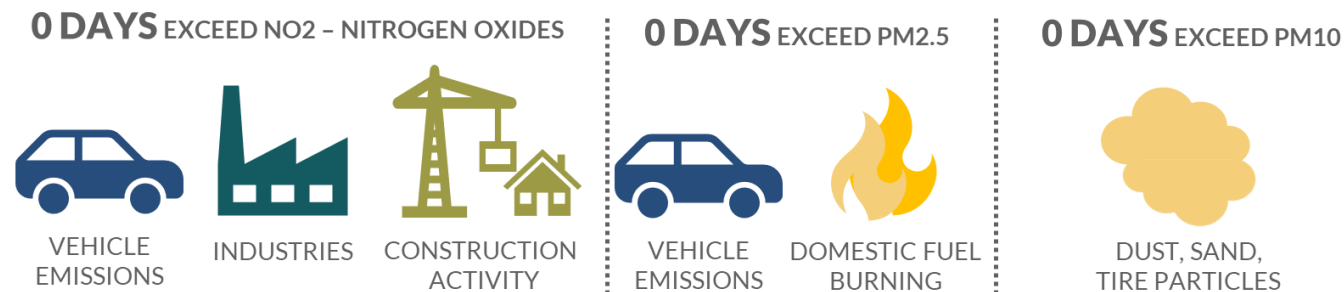 0 DAYS EXCEED NO2 – NITROGEN OXIDES
VEHICLE
EMISSIONS
INDUSTRIES
CONSTRUCTION
ACTIVITY
0 DAYS EXCEED PM2.5
VEHICLE
EMISSIONS
DOMESTIC FUEL
BURNING
0 DAYS EXCEED PM10
DUST, SAND,
TIRE PARTICLES